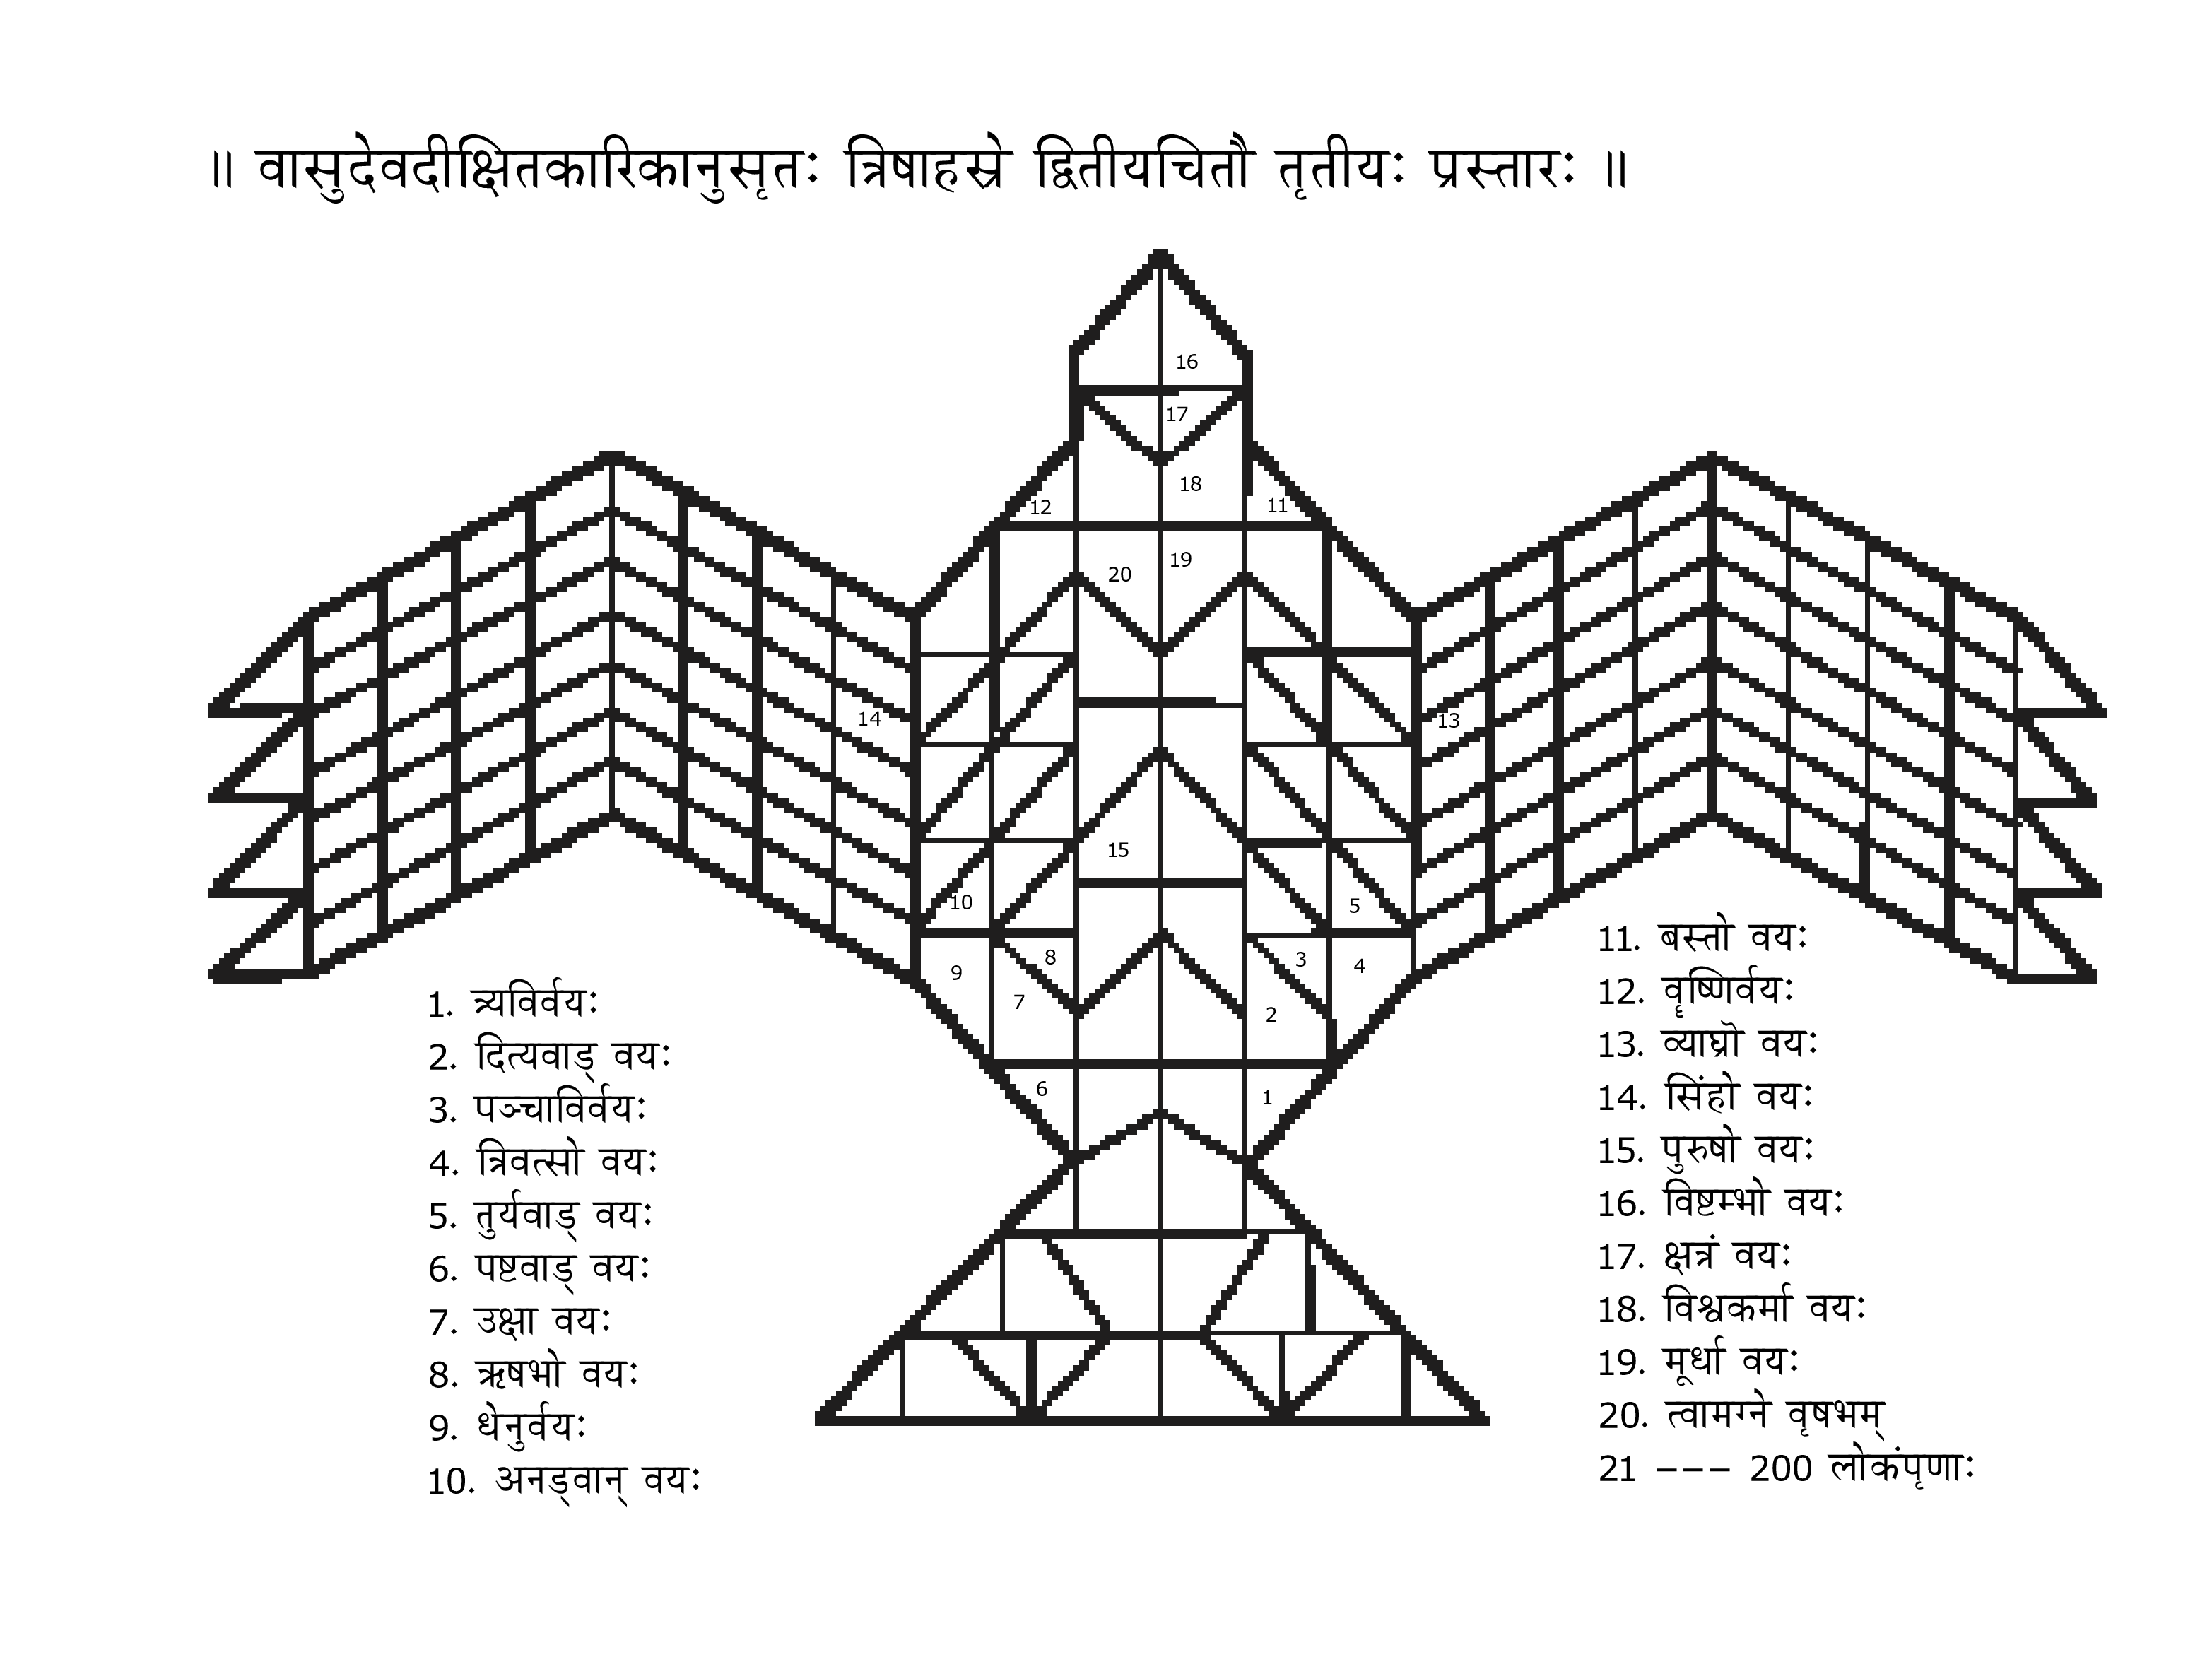 ॥ वासुदेवदीक्षितकारिकानुसृतः त्रिषाहस्रे द्वितीयचितौ तृतीयः प्रस्तारः ॥
16
17
18
12
11
19
20
14
13
15
10
5
8
3
9
4
7
2
6
1
1. त्र्यविर्वयः
2. दित्यवाड् वयः
3. पञ्चाविर्वयः
4. त्रिवत्सो वयः
5. तुर्यवाड् वयः
6. पष्टवाड् वयः
7. उक्षा वयः
8. ऋषभो वयः
9. धेनुर्वयः
10. अनड्वान् वयः
11. बस्तो वयः
12. वृष्णिर्वयः
13. व्याघ्रो वयः
14. सिंहो वयः
15. पुरुषो वयः
16. विष्टम्भो वयः
17. क्षत्रं वयः
18. विश्वकर्मा वयः
19. मूर्धा वयः
20. त्वामग्ने वृषभम्
21 --- 200 लोकंपृणाः